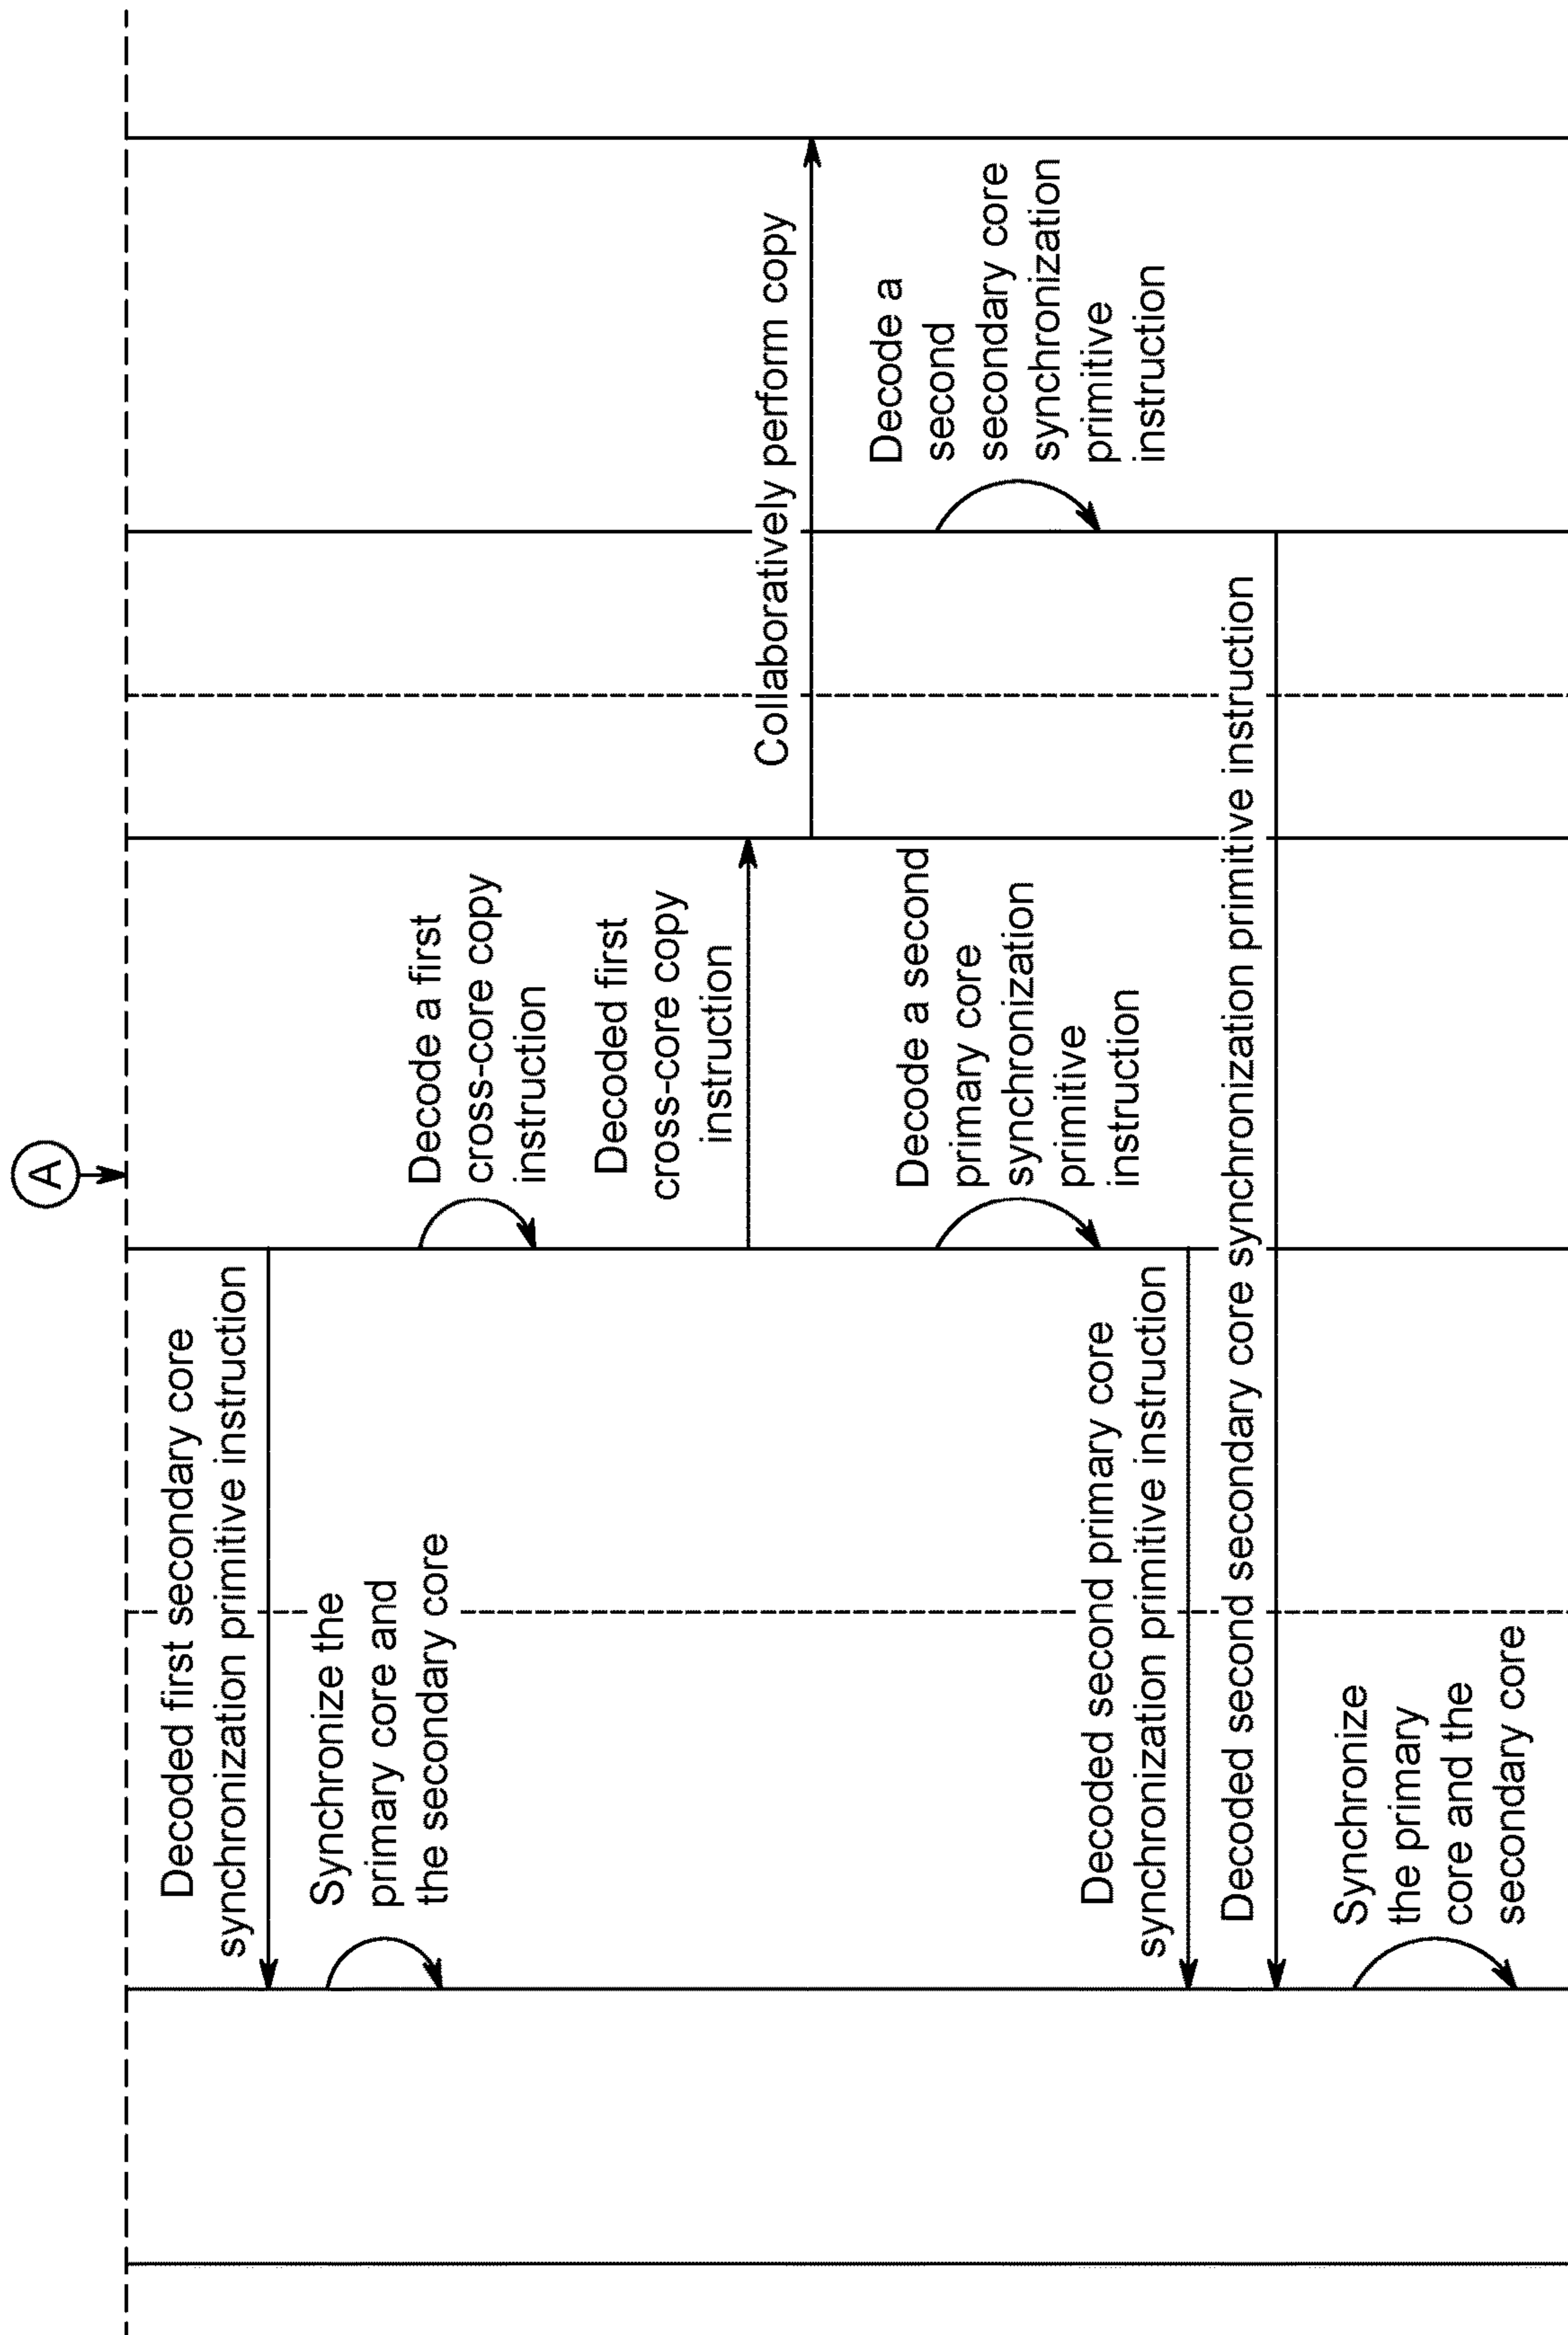 A
Decoded first secondary core
synchronization primitive instruction
Synchronize the
primary core and
the secondary core
Decode a first
cross-core copy
instruction
Decoded first
cross-core copy
instruction
Collaboratively perform copy
Decode a second
primary core
synchronization
primitive
instruction
Decode a
second
secondary core
synchronization
primitive
instruction
Decoded second primary core
synchronization primitive instruction
Decoded second secondary core synchronization primitive instruction
Synchronize
the primary
core and the
secondary core